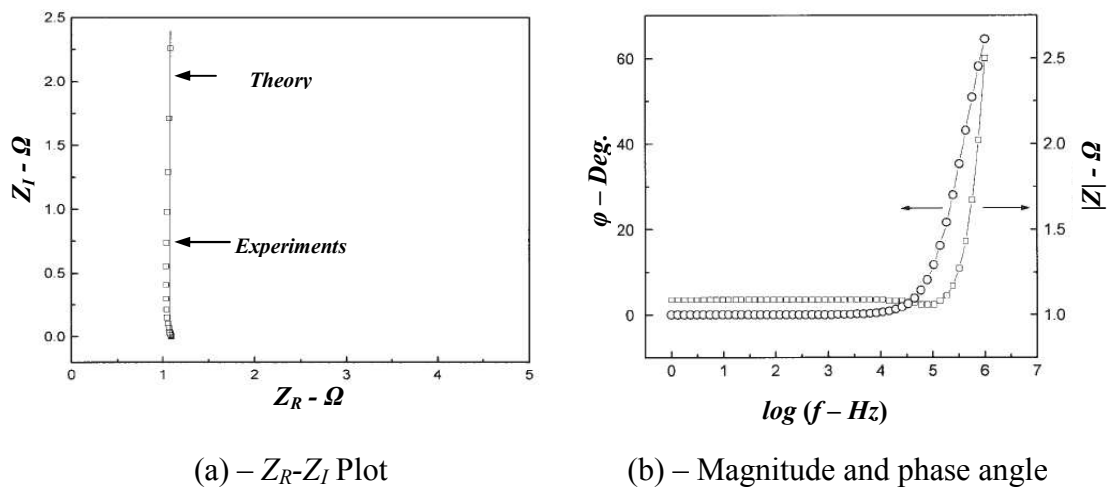 2.5
2.0
1.5
1.0
0.5
0.0
Z_I - Ω
Theory
Experiments
0 1 2 3 4 5
Z_R - Ω
(a) – Z_R-Z_I Plot
60
40
20
0
φ – Deg.
2.5
2.0
1.5
1.0
|Z| - Ω
0 1 2 3 4 5 6 7
log (f – Hz)
(b) – Magnitude and phase angle